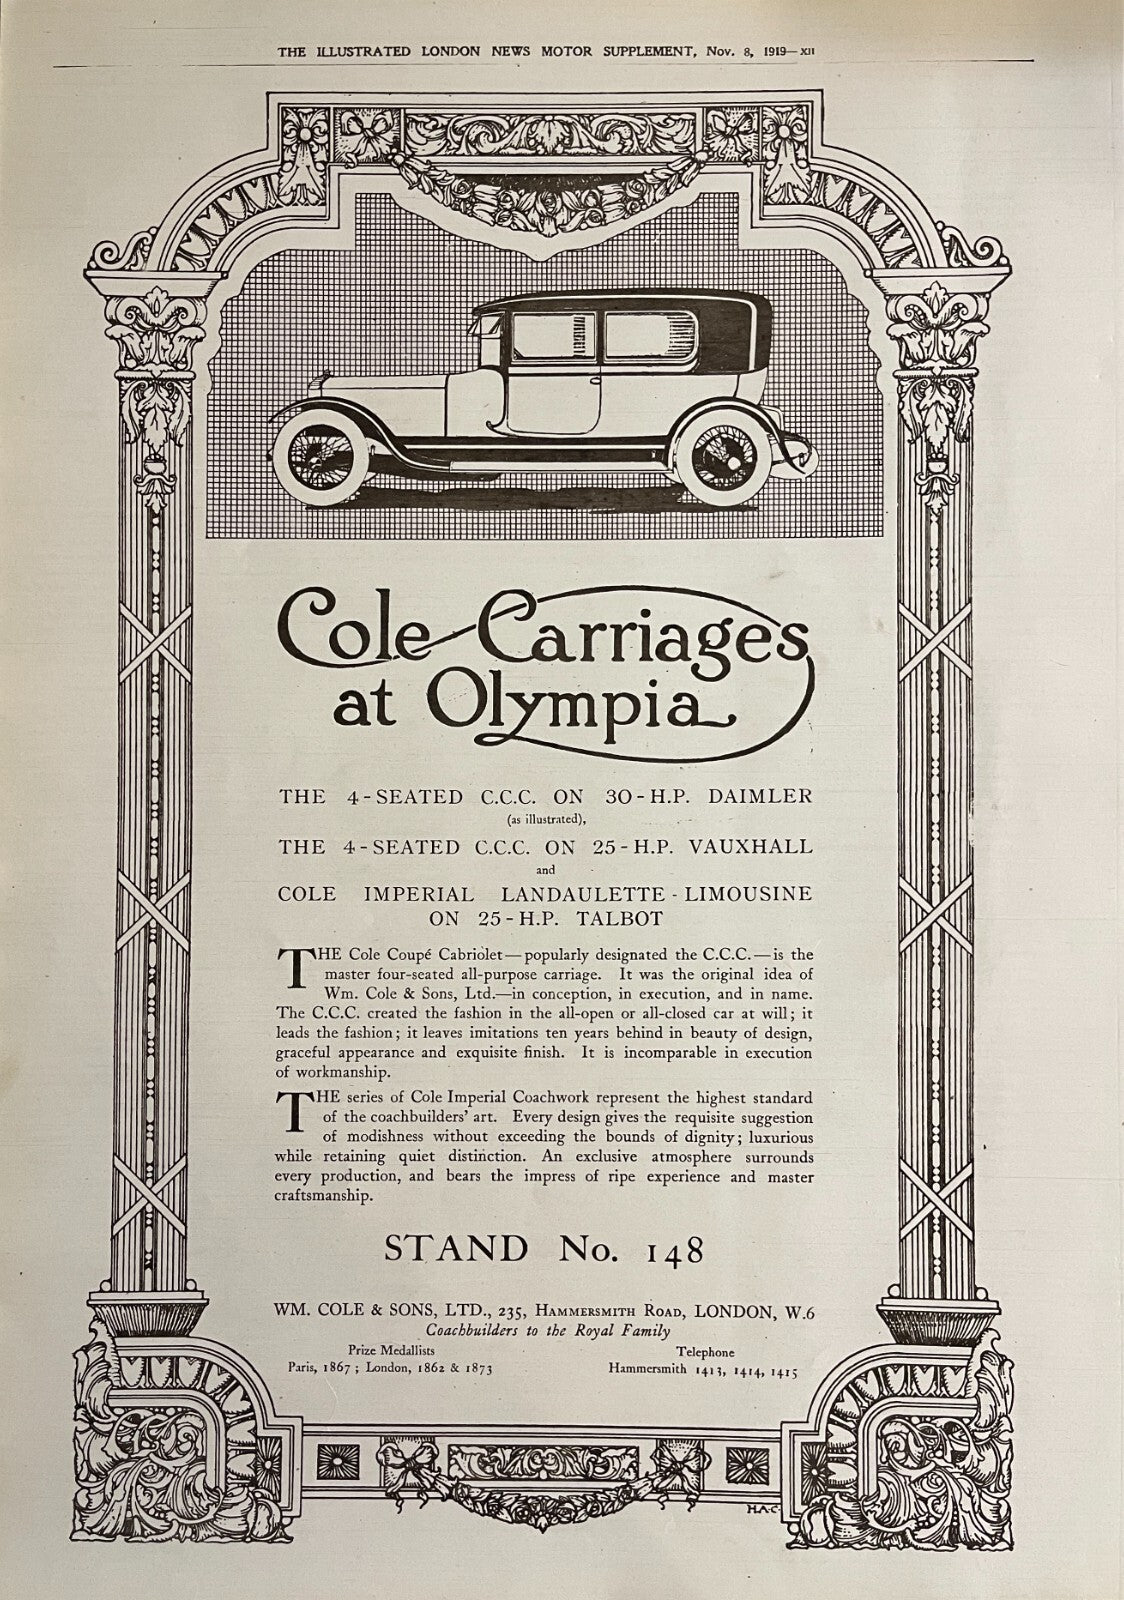 THE ILLUSTRATED LONDON NEWS MOTOR SUPPLEMENT, Nov. 8, 1919—XII
Cole Carriages
at Olympia
THE 4-SEATED C.C.C. ON 30-H.P. DAIMLER
(as illustrated),
THE 4-SEATED C.C.C. ON 25-H.P. VAUXHALL
and
COLE IMPERIAL LANDAULETTE-LIMOUSINE
ON 25-H.P. TALBOT
THE Cole Coupé Cabriolet—popularly designated the C.C.C.—is the
master four-seated all-purpose carriage. It was the original idea of
Wm. Cole & Sons, Ltd.—in conception, in execution, and in name.
The C.C.C. created the fashion in the all-open or all-closed car at will; it
leads the fashion; it leaves imitations ten years behind in beauty of design,
graceful appearance and exquisite finish. It is incomparable in execution
of workmanship.
THE series of Cole Imperial Coachwork represent the highest standard
of the coachbuilders' art. Every design gives the requisite suggestion
of modishness without exceeding the bounds of dignity; luxurious
while retaining quiet distinction. An exclusive atmosphere surrounds
every production, and bears the impress of ripe experience and master
craftsmanship.
STAND No. 148
WM. COLE & SONS, LTD., 235, HAMMERSMITH ROAD, LONDON, W.6
Coachbuilders to the Royal Family
Prize Medallists
Paris, 1867; London, 1862 & 1873
Telephone
Hammersmith 1413, 1414, 1415
H.A.C.